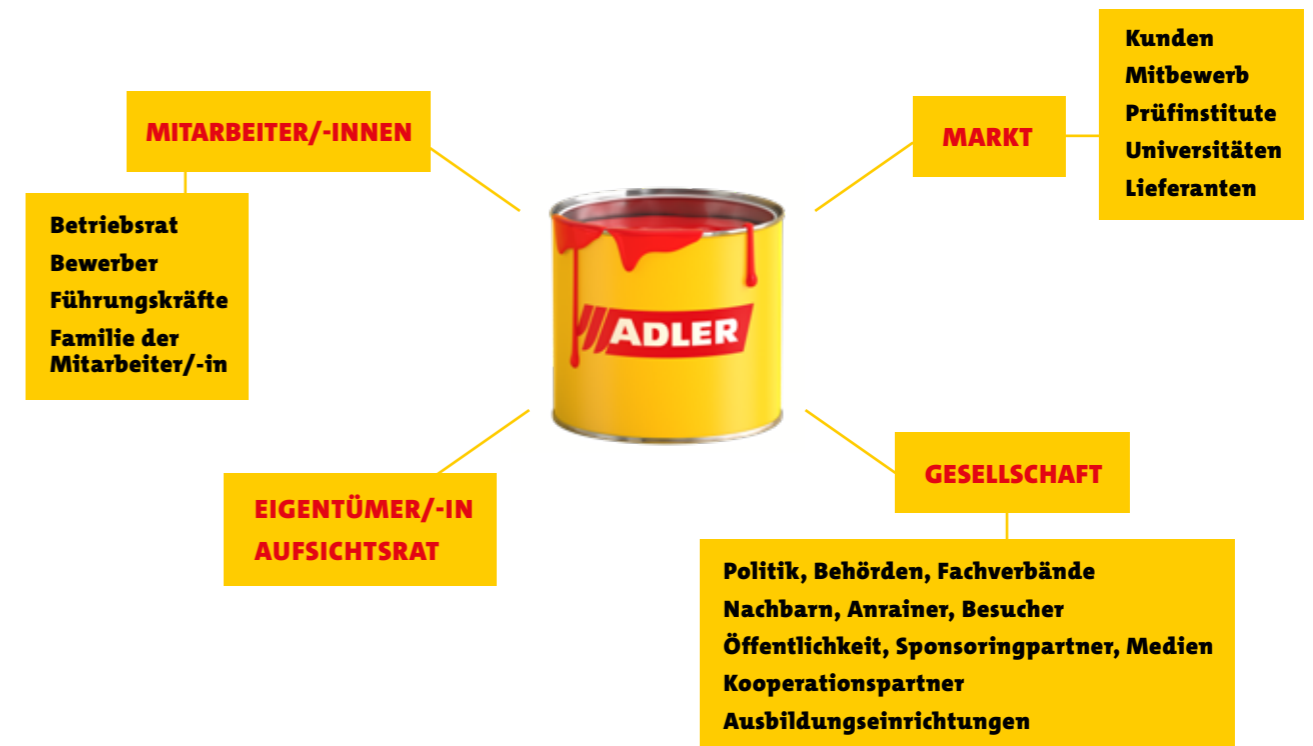 MITARBEITER/-INNEN
Betriebsrat
Bewerber
Führungskräfte
Familie der
Mitarbeiter/-in
MARKT
Kunden
Mitbewerb
Prüfinstitute
Universitäten
Lieferanten
ADLER
EIGENTÜMER/-IN
AUFSICHTSRAT
GESELLSCHAFT
Politik, Behörden, Fachverbände
Nachbarn, Anrainer, Besucher
Öffentlichkeit, Sponsoringpartner, Medien
Kooperationspartner
Ausbildungseinrichtungen